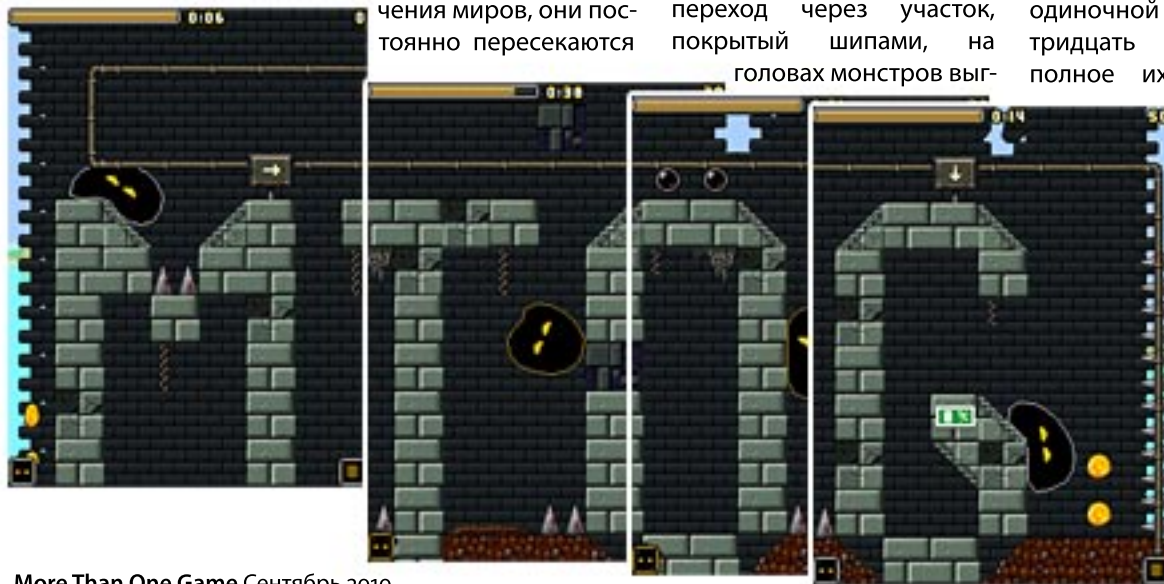 чения миров, они пос-
тоянно пересекаются
переход через участок,
покрытый шипами, на
головах монстров выг-
одиночной
тридцать
полное их
0:06
0:38
0:14
More Than One Game Сентябрь 2010